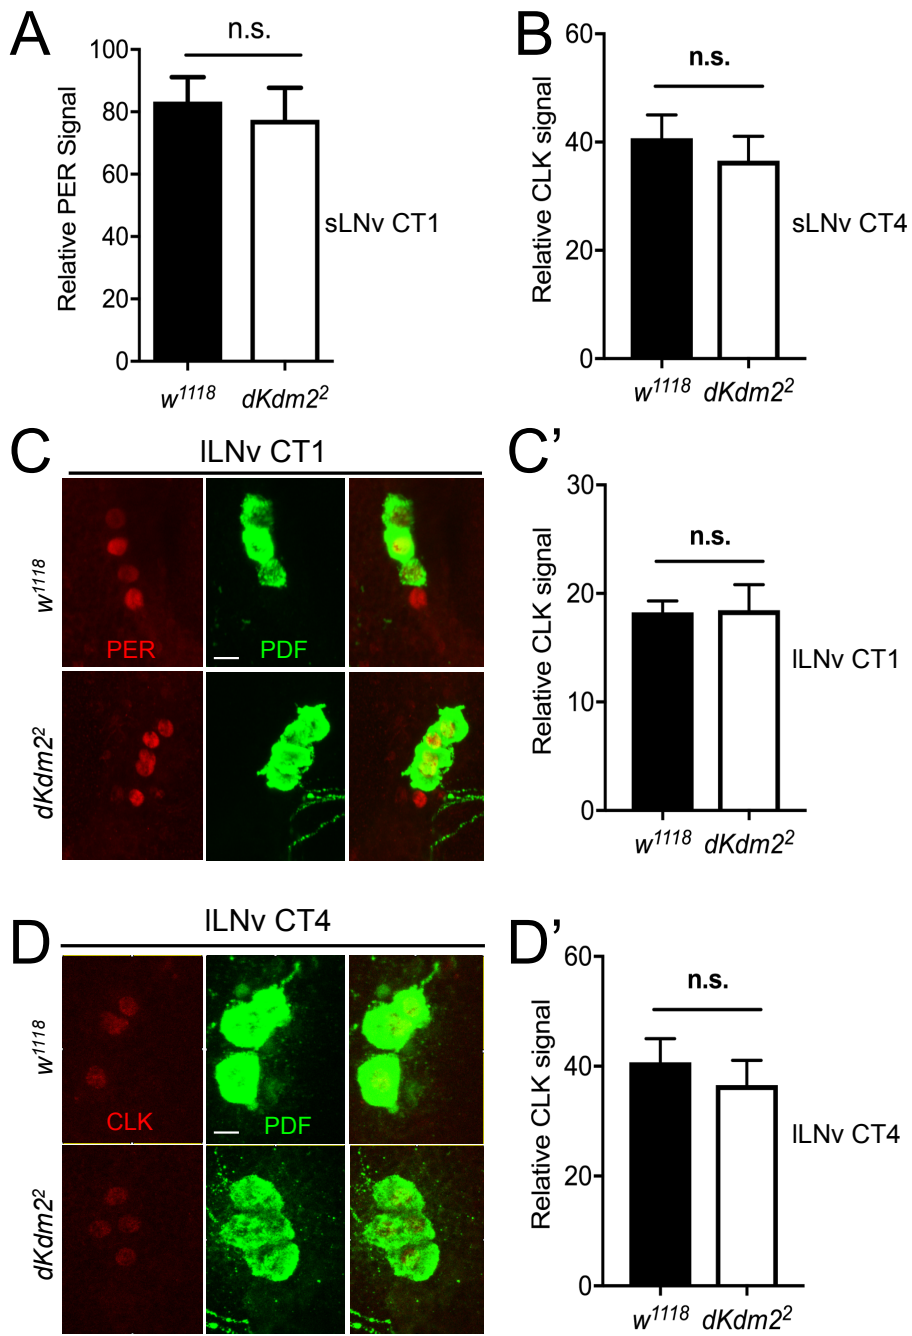 A
n.s.
Relative PER Signal
100
80
60
40
20
0
w1118
dKdm2²
sLNv CT1
B
n.s.
Relative CLK signal
60
40
20
0
w1118
dKdm2²
sLNv CT4
C
lLNv CT1
w1118
PER
PDF
dKdm2²
C’
n.s.
Relative CLK signal
30
20
10
0
w1118
dKdm2²
lLNv CT1
D
lLNv CT4
w1118
CLK
PDF
dKdm2²
D’
n.s.
Relative CLK signal
60
40
20
0
w1118
dKdm2²
lLNv CT4